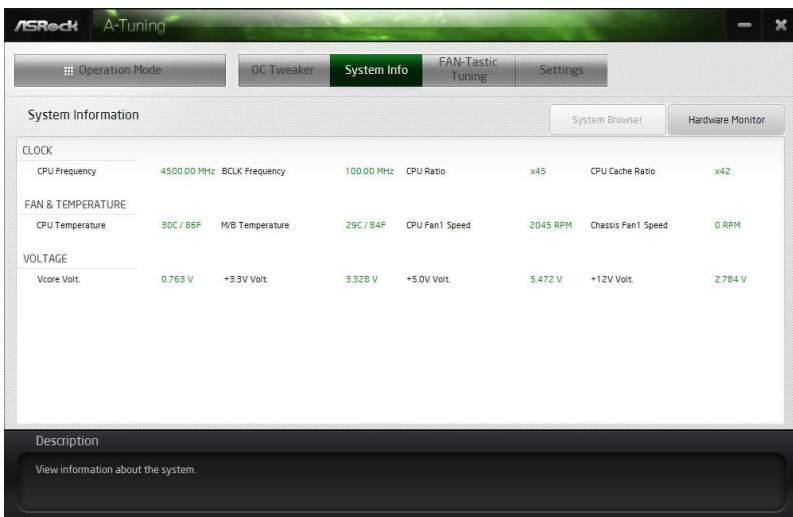 ASRock A-Tuning
Operation Mode OC Tweaker System Info FAN-Tastic Tuning Settings
System Information System Browser Hardware Monitor
CLOCK
CPU Frequency 4500.00 MHz BCLK Frequency 100.00 MHz CPU Ratio x45 CPU Cache Ratio x42
FAN & TEMPERATURE
CPU Temperature 30C / 86F M/B Temperature 29C / 84F CPU Fan1 Speed 2045 RPM Chassis Fan1 Speed 0 RPM
VOLTAGE
Vcore Volt. 0.763 V +3.3V Volt. 3.328 V +5.0V Volt. 5.472 V +12V Volt. 2.784 V
Description
View information about the system.